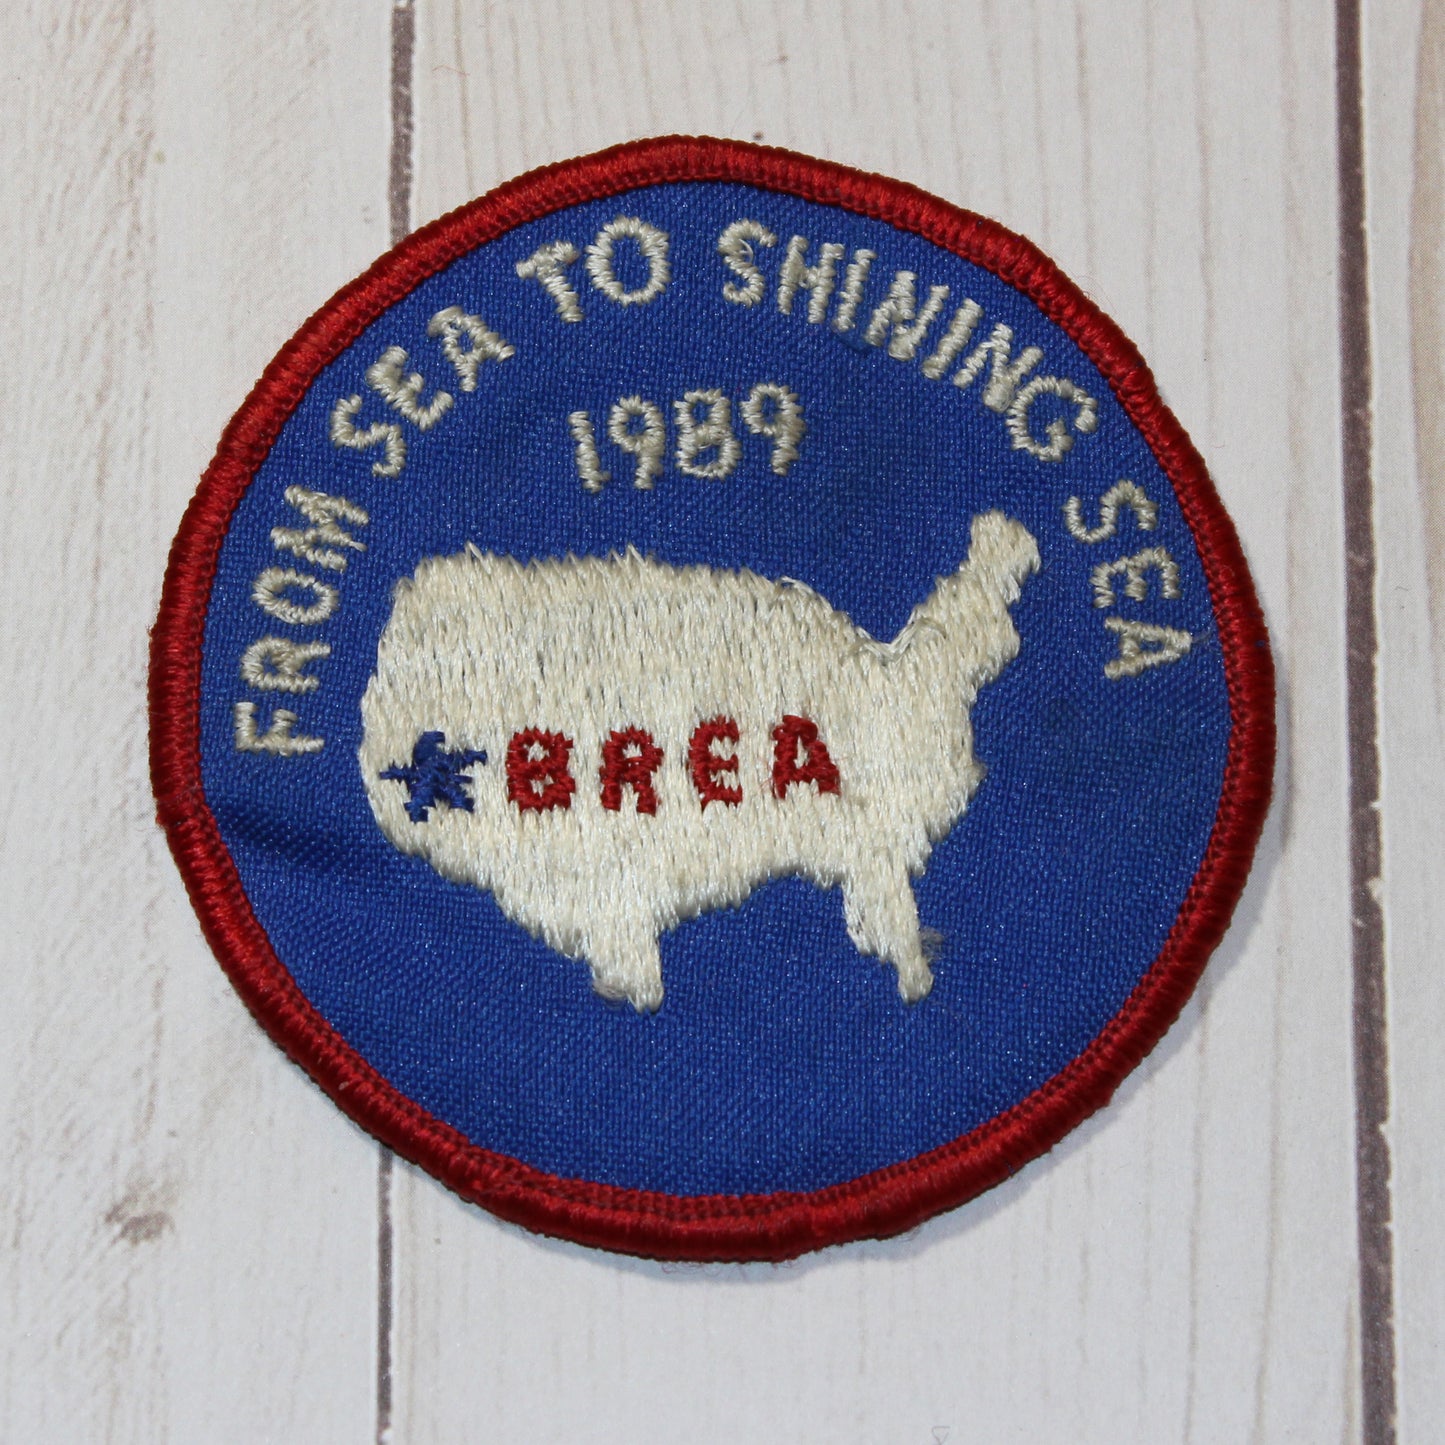 FROM SEA TO SHINING SEA
1989
BREA